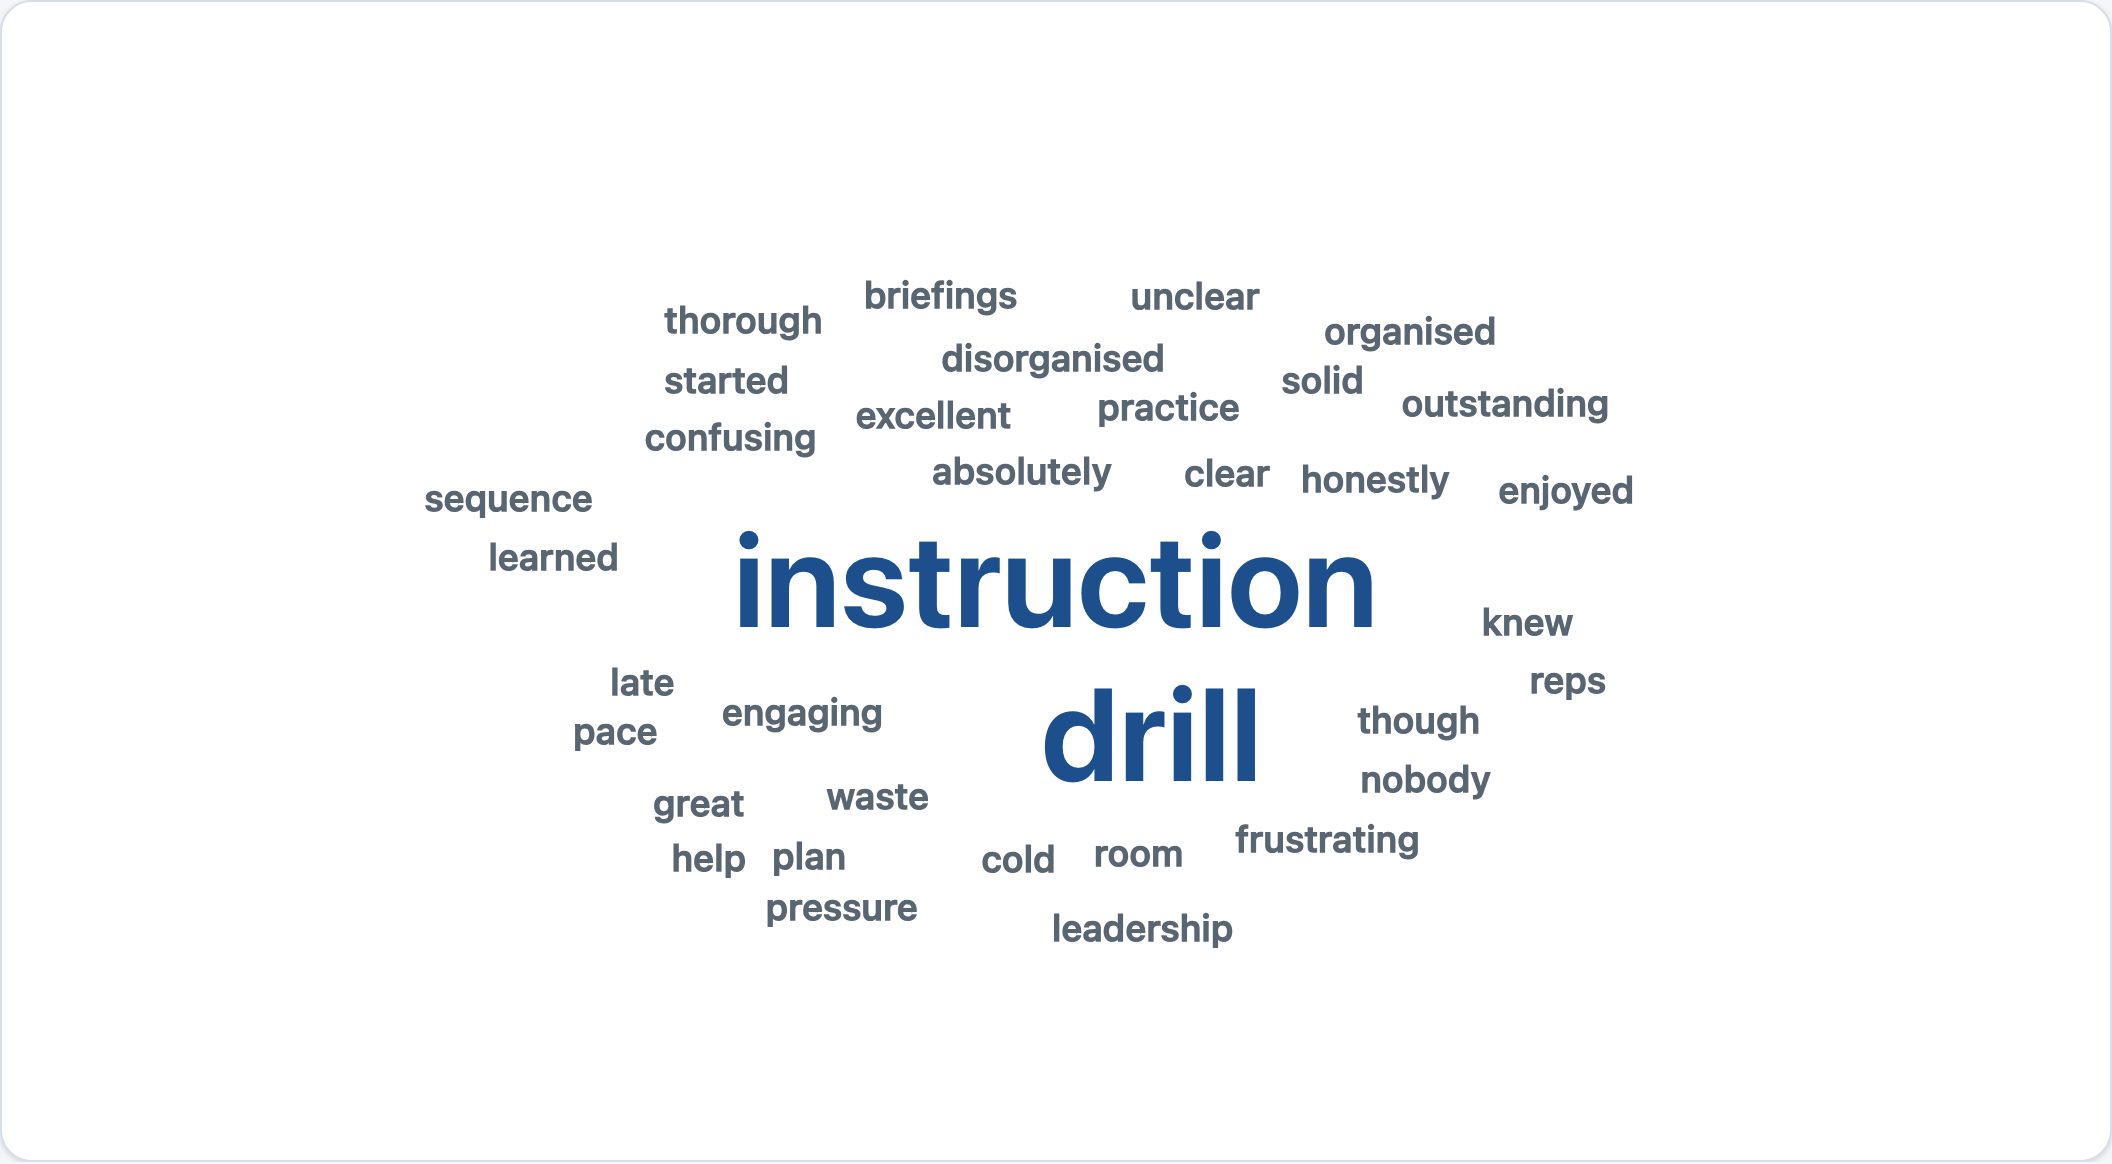 briefings
unclear
thorough
organised
disorganised
started
solid
outstanding
excellent
practice
confusing
absolutely
clear
honestly
enjoyed
sequence
learned
instruction
knew
late
reps
engaging
though
pace
drill
nobody
great
waste
frustrating
help
plan
cold
room
pressure
leadership